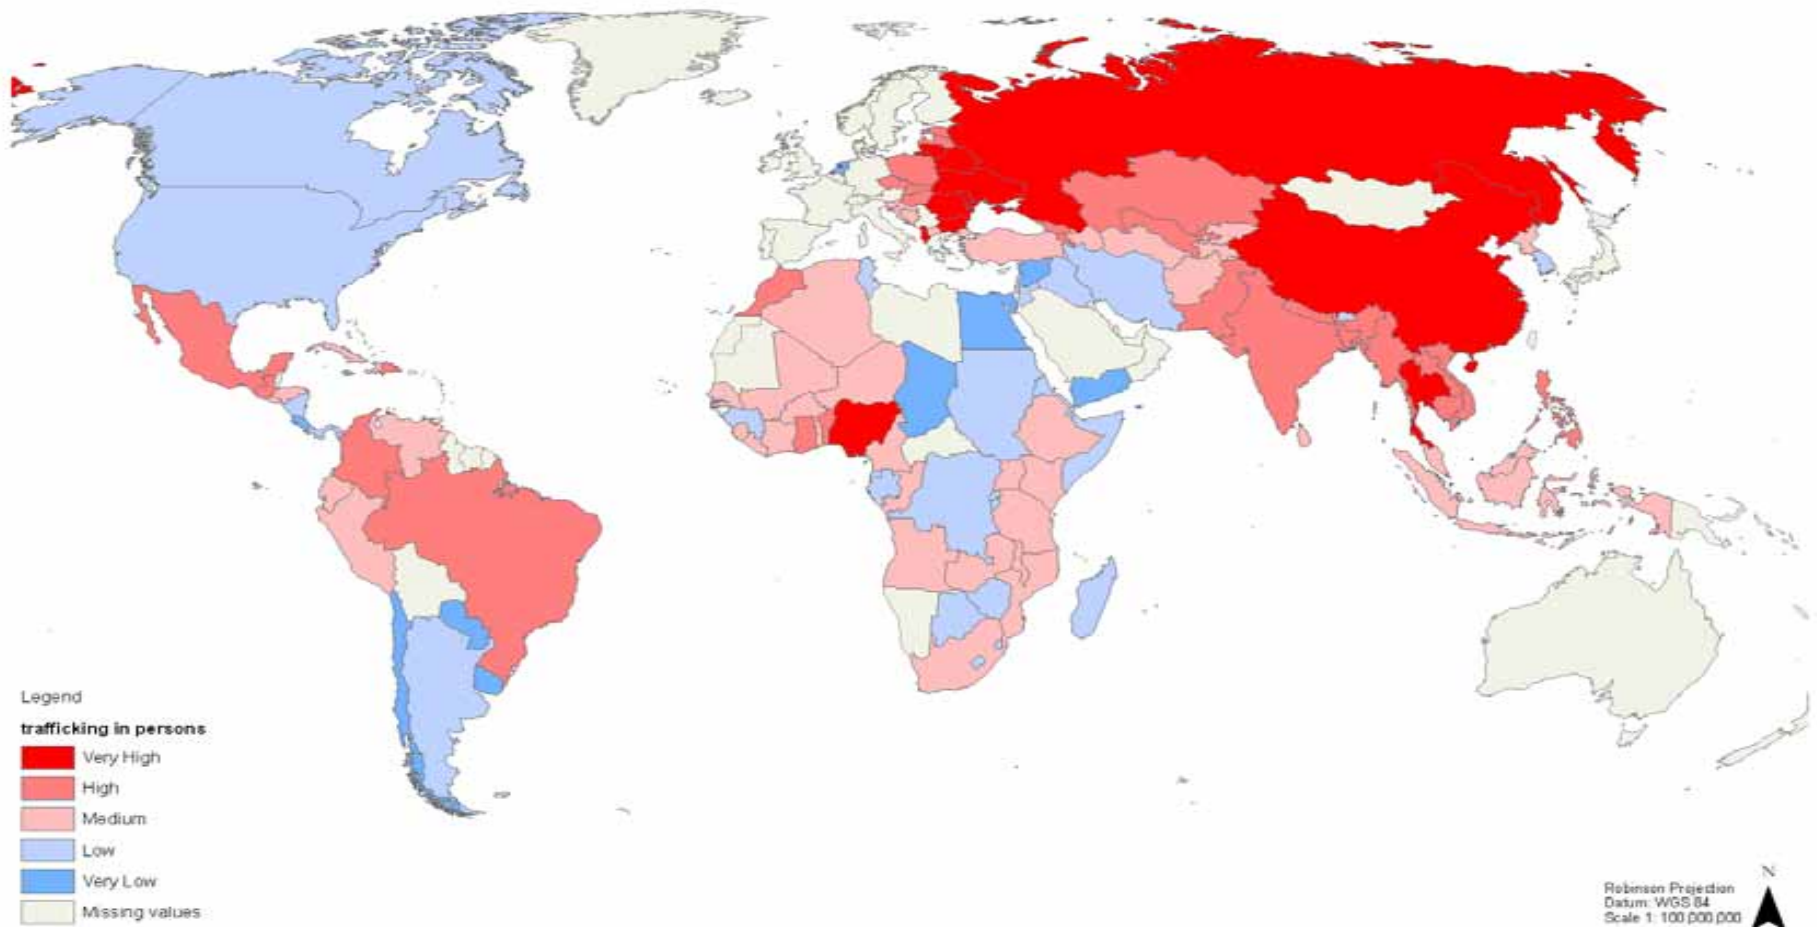 Legend
trafficking in persons
Very High
High
Medium
Low
Very Low
Missing values
N
Robinson Projection
Datum: WGS 84
Scale 1: 100,000,000